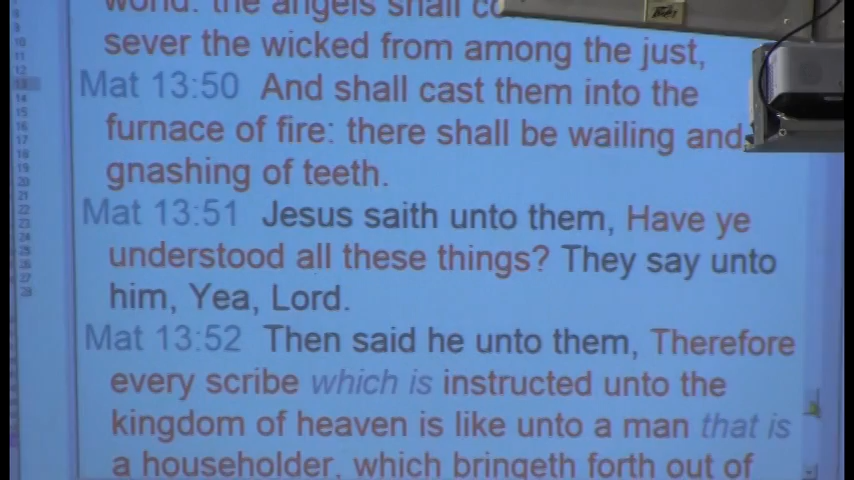 world: the angels shall
sever the wicked from among the just,
Mat 13:50 And shall cast them into the
furnace of fire: there shall be wailing and
gnashing of teeth.
Mat 13:51 Jesus saith unto them, Have ye
understood all these things? They say unto
him, Yea, Lord.
Mat 13:52 Then said he unto them, Therefore
every scribe which is instructed unto the
kingdom of heaven is like unto a man that is
a householder, which bringeth forth out of